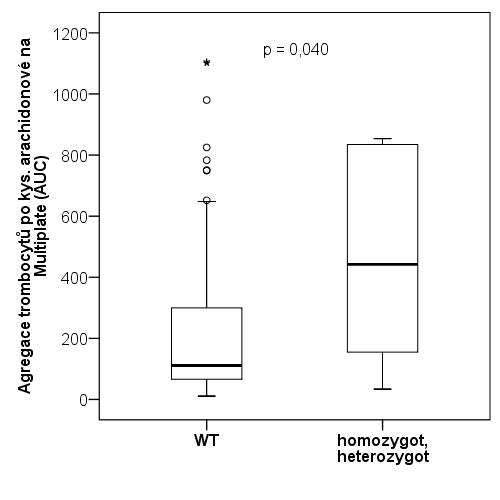 p = 0,040
Agregace trombocytů po kys. arachidonové na
Multiplate (AUC)
1200
1000
800
600
400
200
0
WT
homozygot,
heterozygot